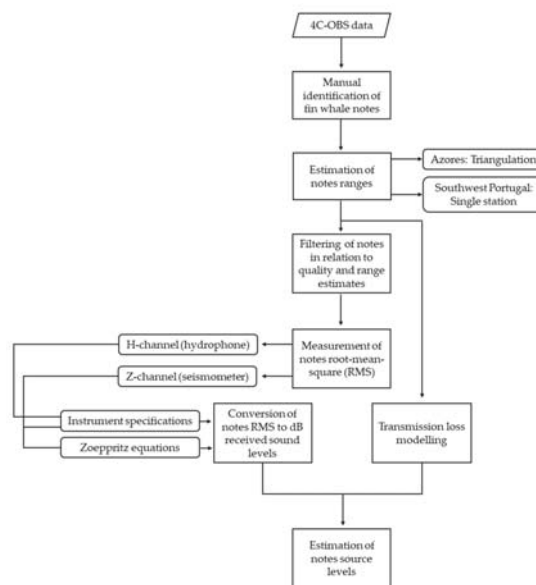 4C-OBS data
Manual
identification of
fin whale notes
Estimation of
notes ranges
Azores: Triangulation
Southwest Portugal:
Single station
Filtering of notes
in relation to
quality and range
estimates
H-channel (hydrophone)
Z-channel (seismometer)
Measurement of
notes root-mean-
square (RMS)
Instrument specifications
Zoeppritz equations
Conversion of
notes RMS to dB
received sound
levels
Transmission loss
modelling
Estimation of
notes source
levels